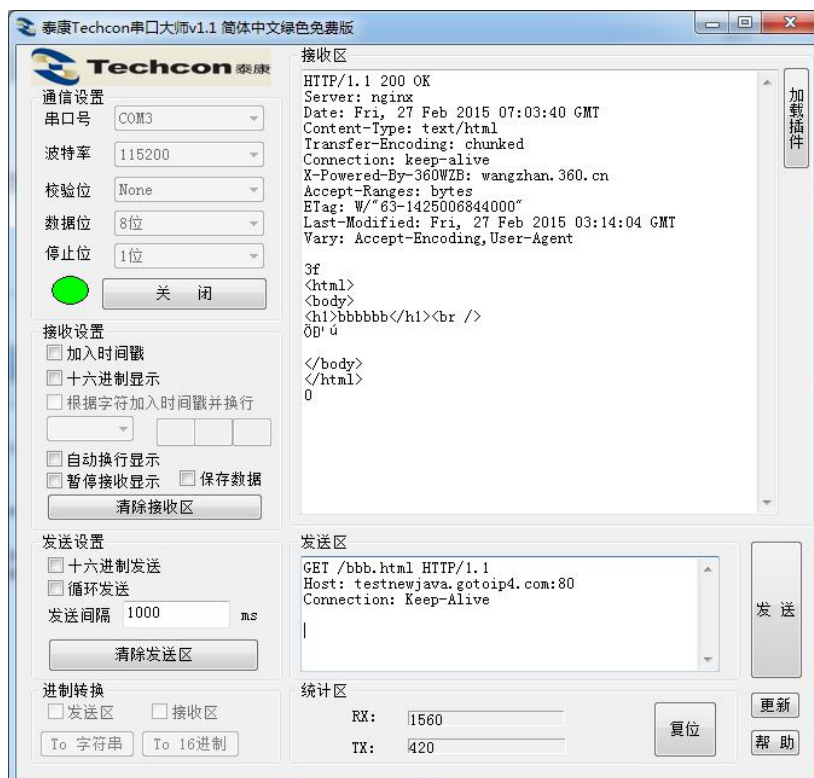 泰康Techcon串口大师v1.1 简体中文绿色免费版
Techcon 泰康
通信设置
串口号 COM3
波特率 115200
校验位 None
数据位 8位
停止位 1位
关 闭
接收设置
加入时间戳
十六进制显示
根据字符加入时间戳并换行
自动换行显示
暂停接收显示 保存数据
清除接收区
发送设置
十六进制发送
循环发送
发送间隔 1000 ms
清除发送区
进制转换
发送区 接收区
To 字符串 To 16进制
接收区
HTTP/1.1 200 OK
Server: nginx
Date: Fri, 27 Feb 2015 07:03:40 GMT
Content-Type: text/html
Transfer-Encoding: chunked
Connection: keep-alive
X-Powered-By-360WZB: wangzhan.360.cn
Accept-Ranges: bytes
ETag: W/"63-1425006844000"
Last-Modified: Fri, 27 Feb 2015 03:14:04 GMT
Vary: Accept-Encoding,User-Agent
3f
<html>
<body>
<h1>bbbbbb</h1><br />
</body>
</html>
0
加载插件
发送区
GET /bbb.html HTTP/1.1
Host: testnewjava.gotoip4.com:80
Connection: Keep-Alive
发 送
统计区
RX: 1560
TX: 420
复位
更新
帮 助